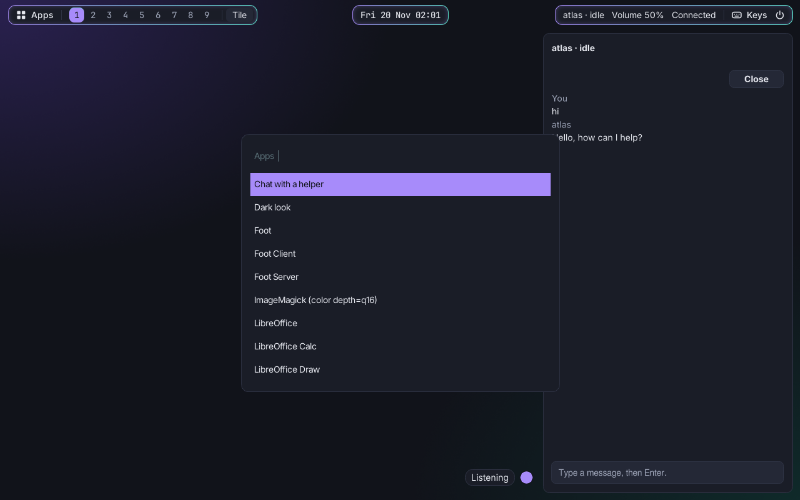 Apps 1 2 3 4 5 6 7 8 9 Tile
Fri 20 Nov 02:01
atlas · idle Volume 50% Connected Keys
atlas · idle
Close
You
hi
atlas
Hello, how can I help?
Apps
Chat with a helper
Dark look
Foot
Foot Client
Foot Server
ImageMagick (color depth=q16)
LibreOffice
LibreOffice Calc
LibreOffice Draw
Type a message, then Enter.
Listening